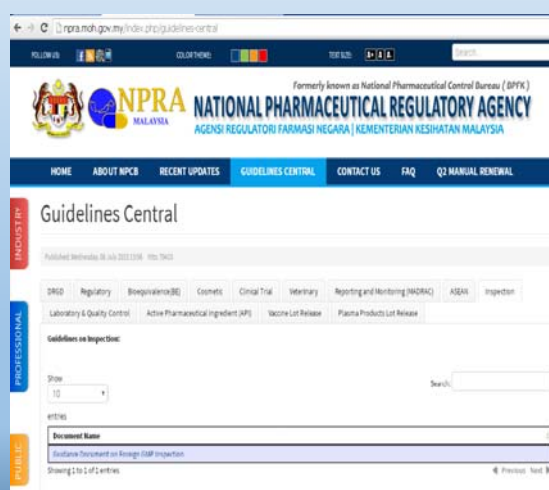 npra.moh.gov.my/index.php/guidelines-central
FOLLOW US: COLOR THEME: TEXT SIZE: A+ A A- Search...
Formerly known as National Pharmaceutical Control Bureau ( BPFK )
NPRA
MALAYSIA
NATIONAL PHARMACEUTICAL REGULATORY AGENCY
AGENSI REGULATORI FARMASI NEGARA | KEMENTERIAN KESIHATAN MALAYSIA
HOME ABOUT NPCB RECENT UPDATES GUIDELINES CENTRAL CONTACT US FAQ Q2 MANUAL RENEWAL
INDUSTRY
Guidelines Central
Published: Wednesday, 06 July 2011
DRGD Regulatory Bioequivalence(BE) Cosmetic Clinical Trial Veterinary Reporting and Monitoring (MADRAC) ASEAN Inspection
Laboratory & Quality Control Active Pharmaceutical Ingredient (API) Vaccine Lot Release Plasma Products Lot Release
PROFESSIONAL
Guidelines on Inspection:
Show
10
Search:
entries
Document Name
PUBLIC
Guidance Document on Foreign GMP Inspection
Showing 1 to 1 of 1 entries
Previous Next